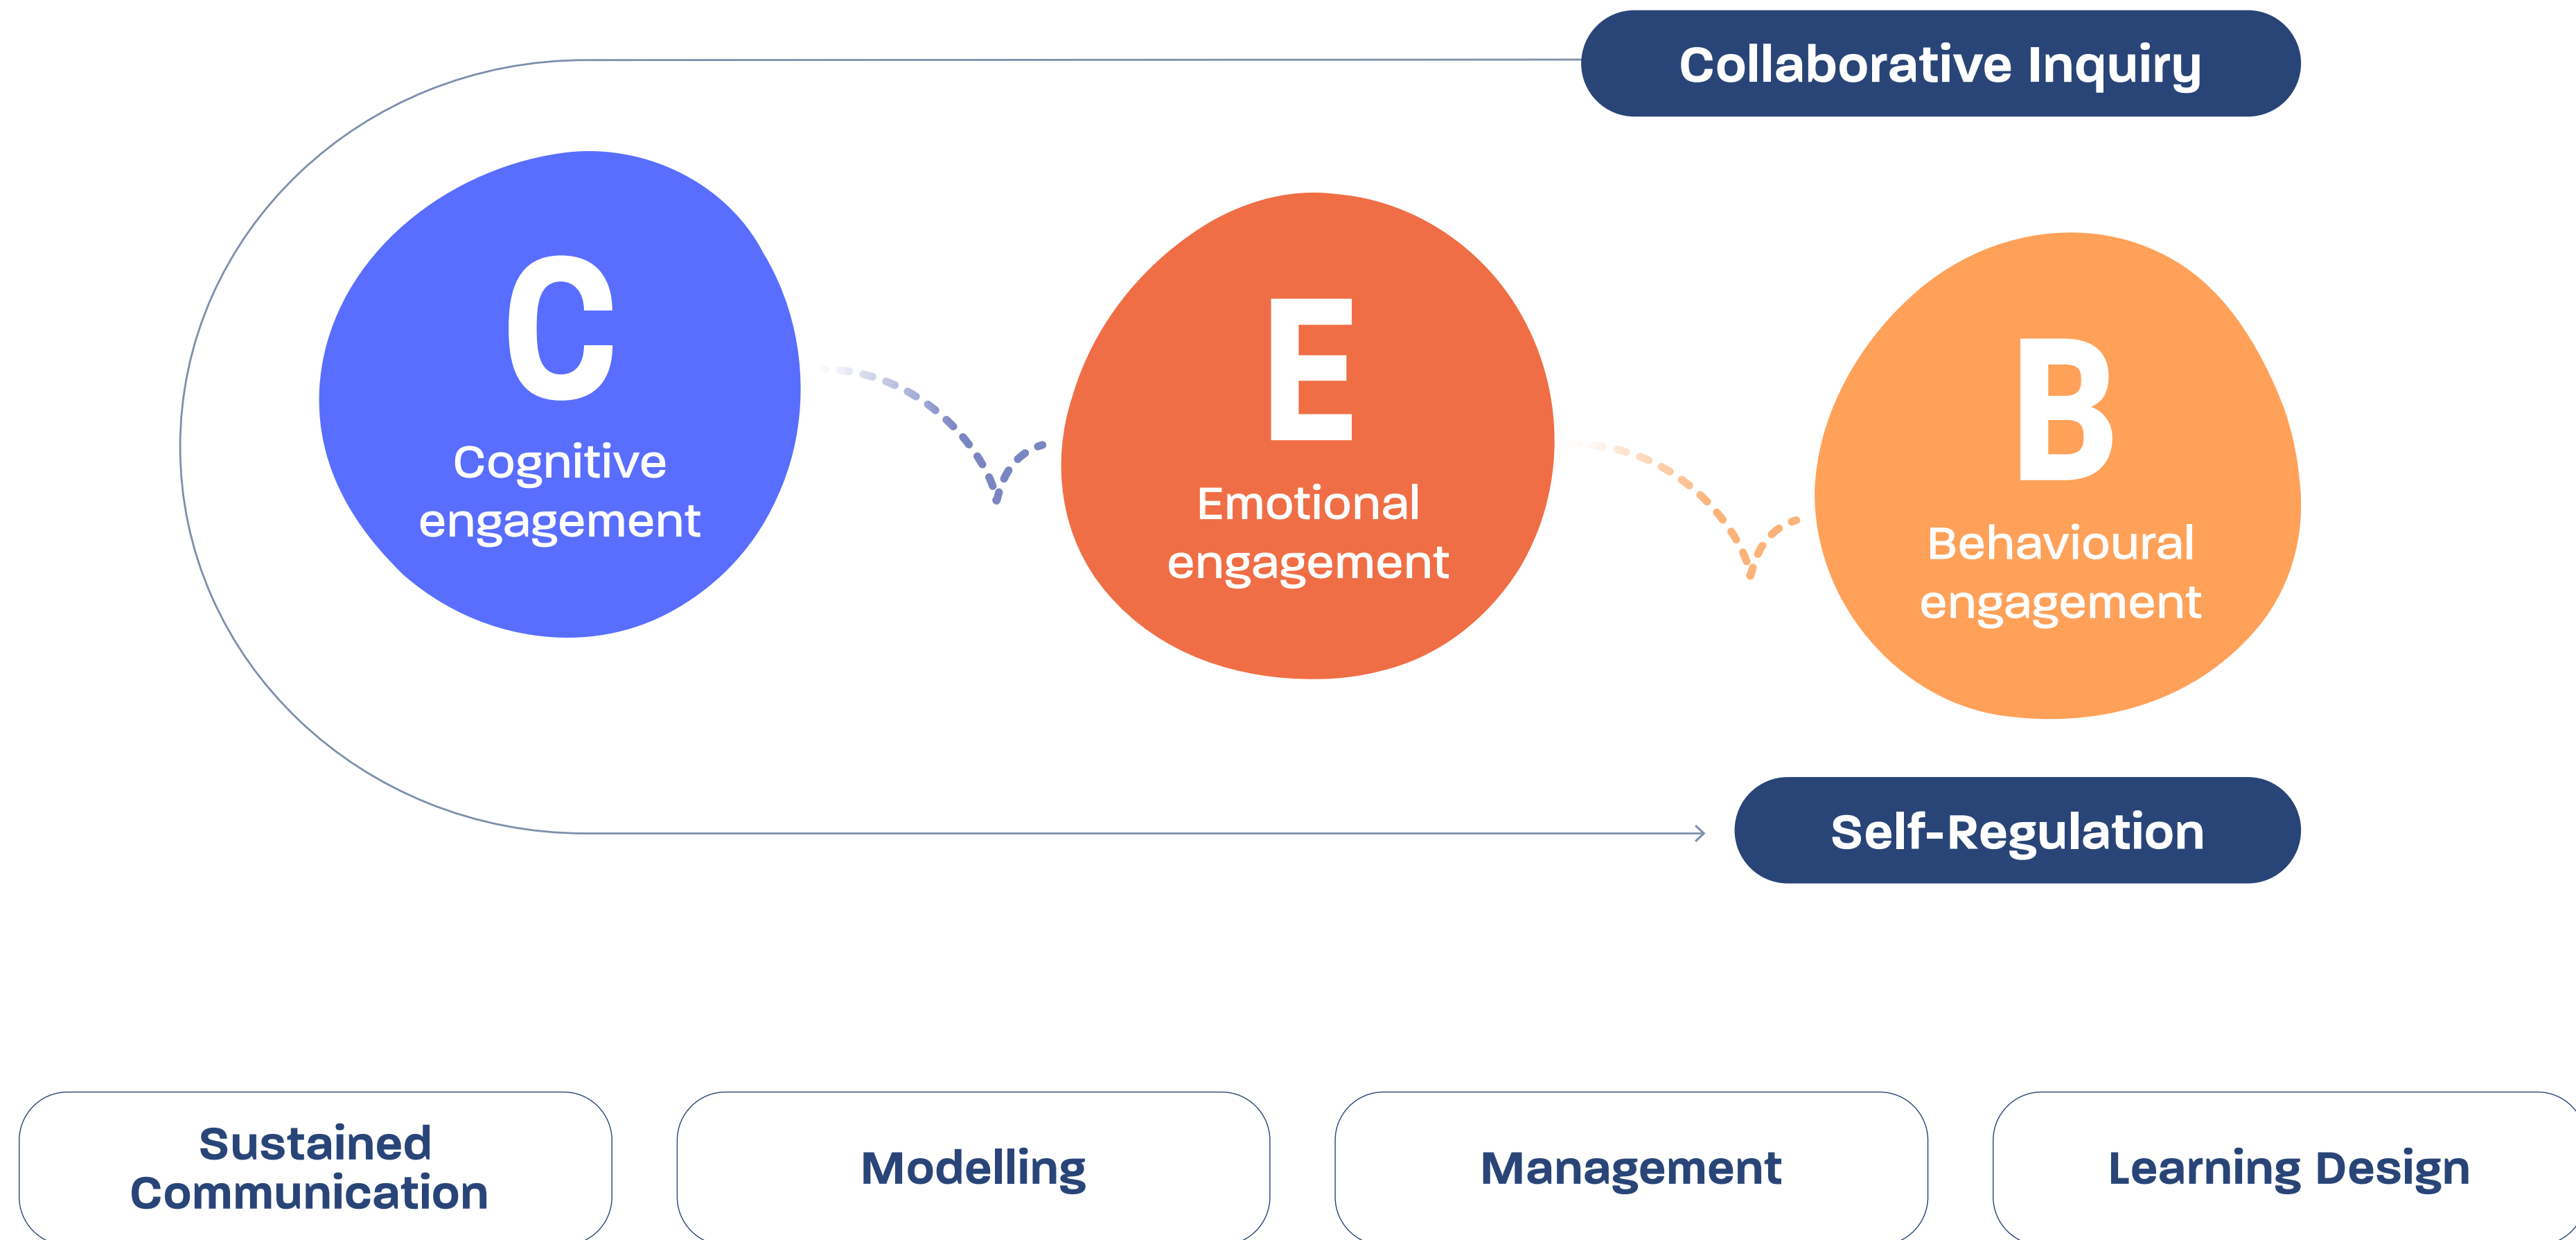 Collaborative Inquiry
C
Cognitive
engagement
E
Emotional
engagement
B
Behavioural
engagement
Self-Regulation
Sustained
Communication
Modelling
Management
Learning Design